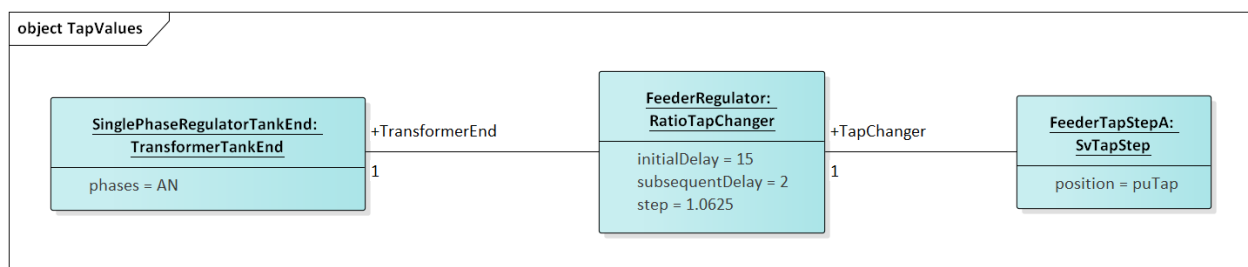 object TapValues
SinglePhaseRegulatorTankEnd:
TransformerTankEnd
phases = AN
+TransformerEnd
1
FeederRegulator:
RatioTapChanger
initialDelay = 15
subsequentDelay = 2
step = 1.0625
+TapChanger
1
FeederTapStepA:
SvTapStep
position = puTap